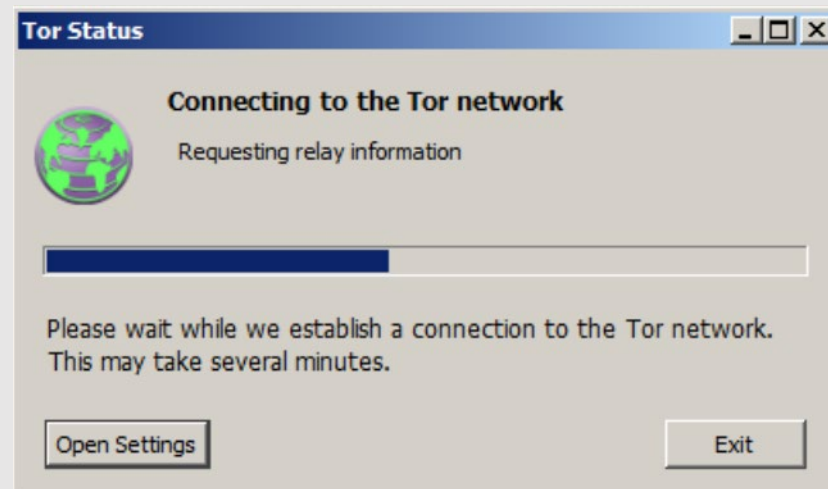 Tor Status
Connecting to the Tor network
Requesting relay information
Please wait while we establish a connection to the Tor network.
This may take several minutes.
Open Settings
Exit